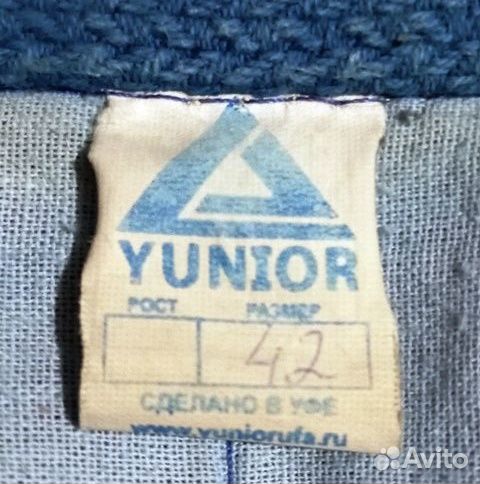 YUNIOR
РОСТ РАЗМЕР
42
СДЕЛАНО В УФЕ
www.yuniorufa.ru
Avito